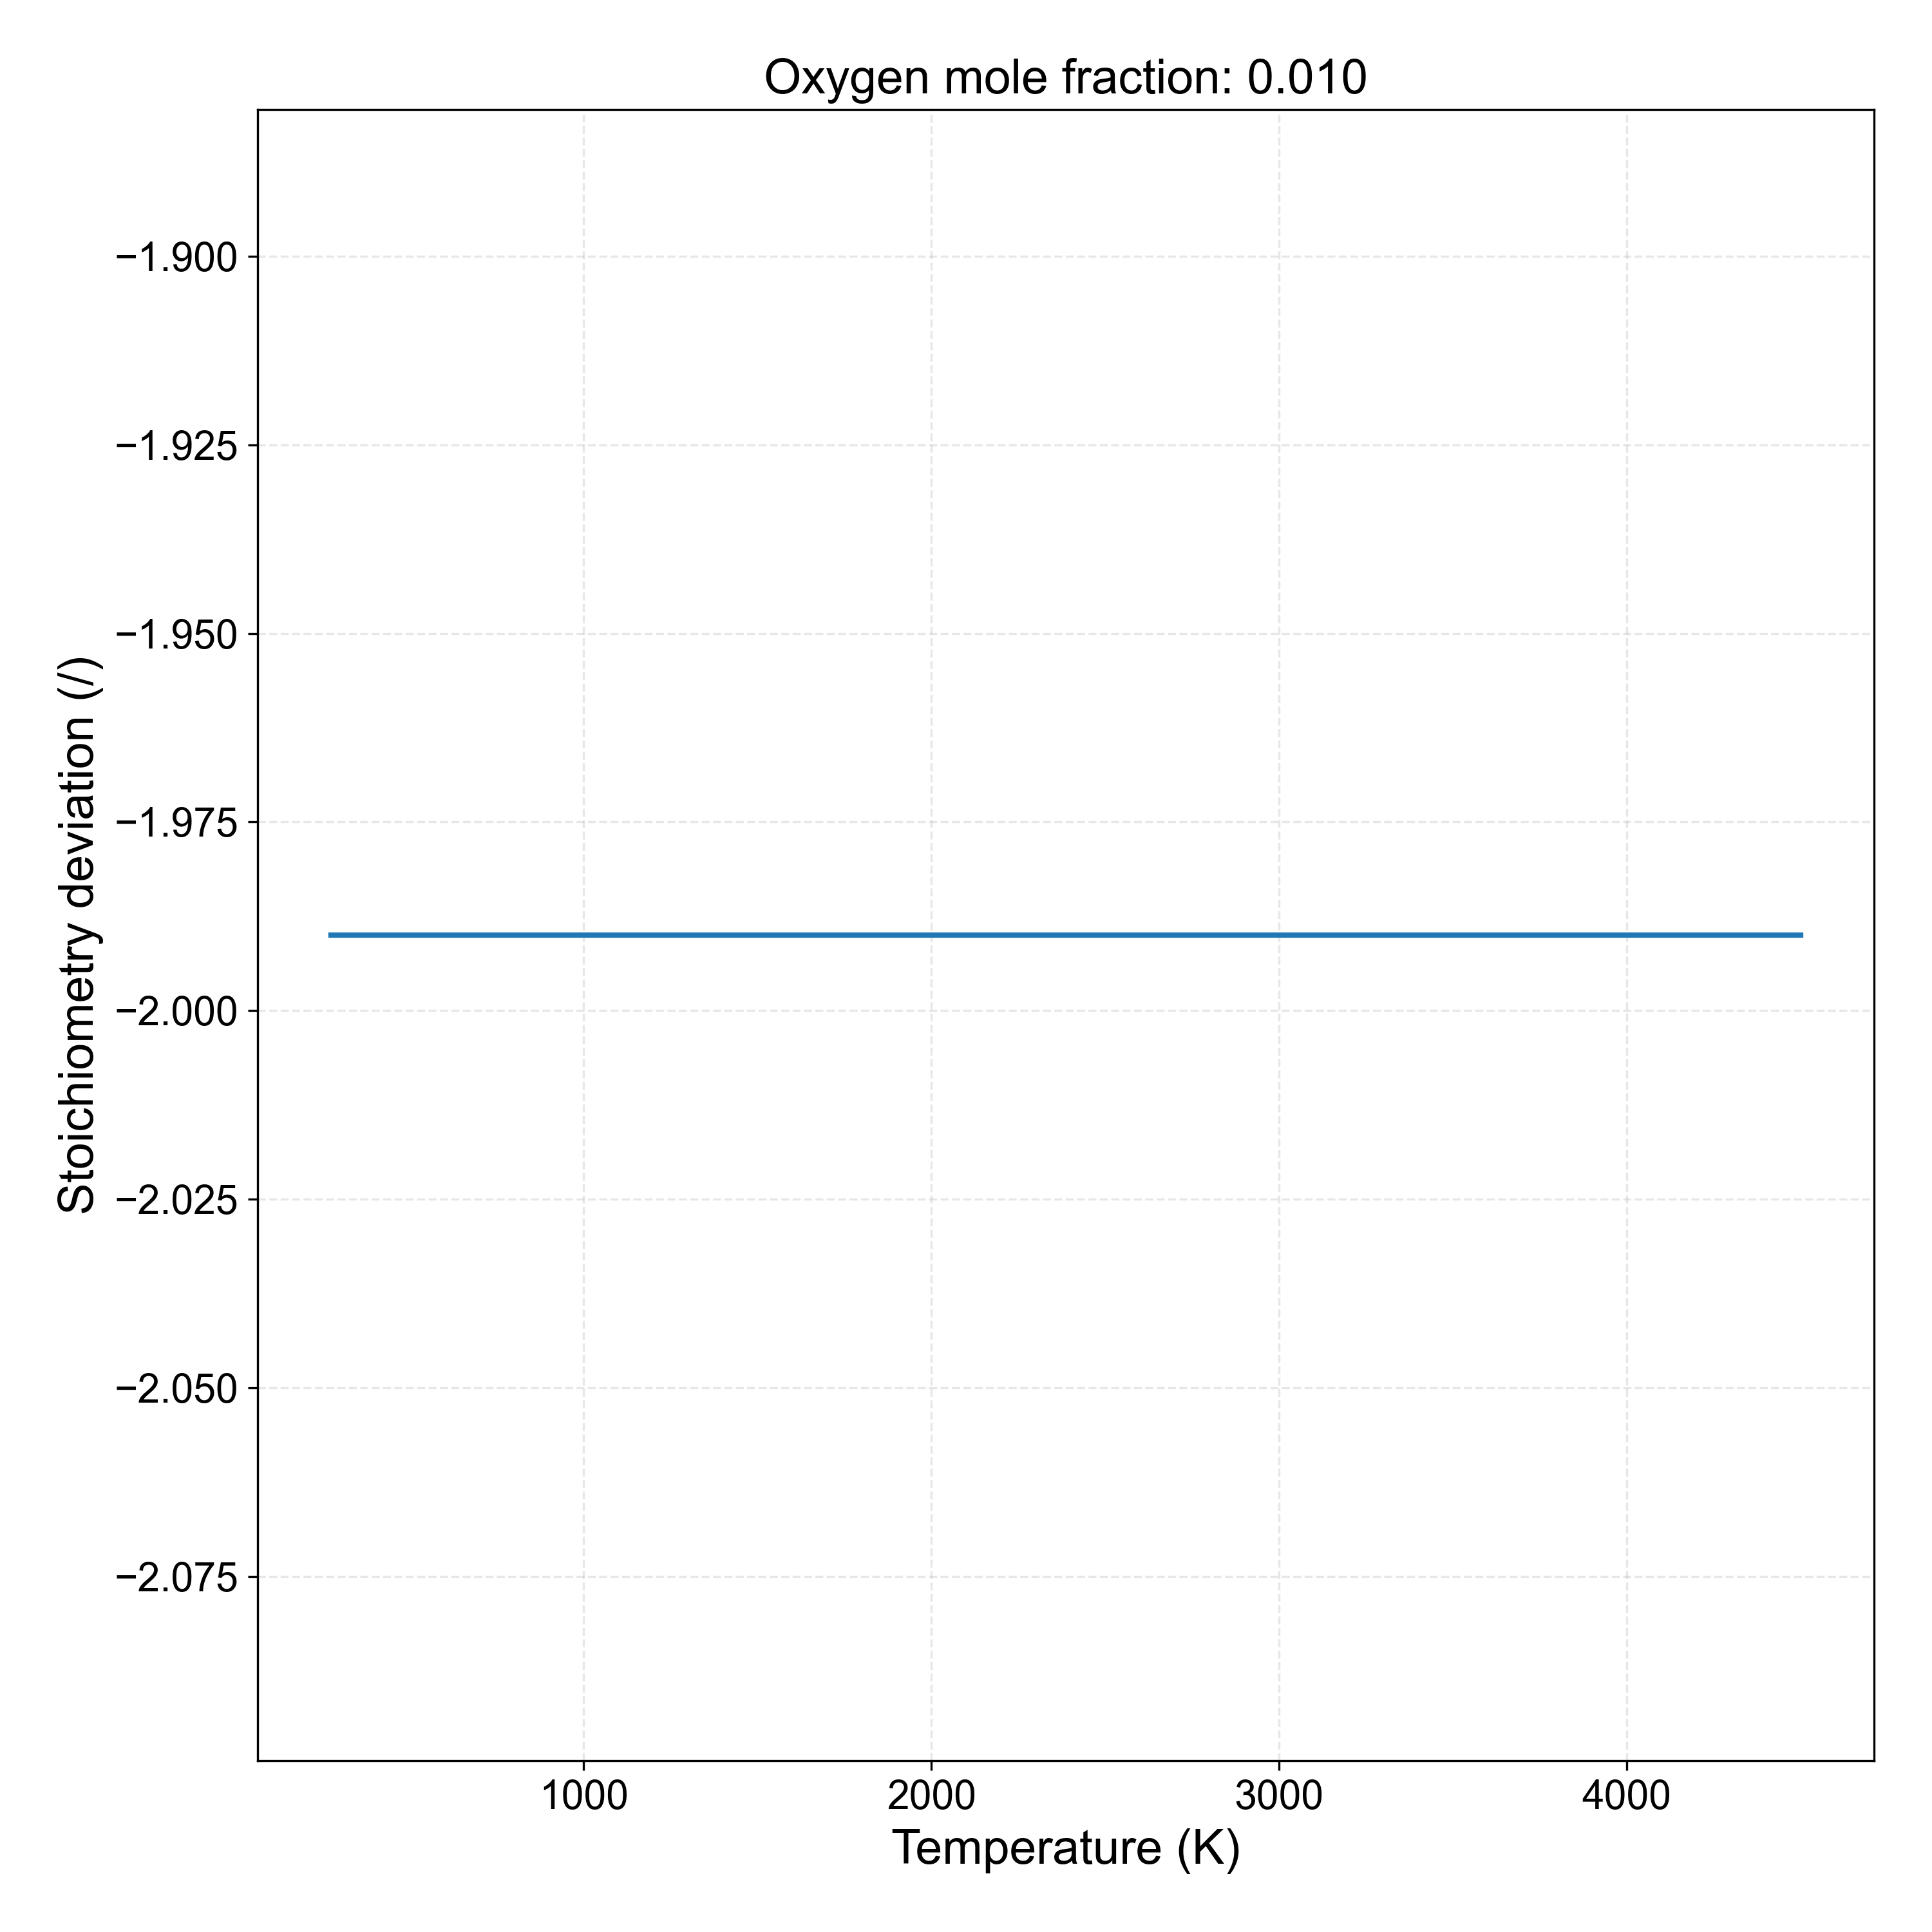 Oxygen mole fraction: 0.010
Stoichiometry deviation (/)
−1.900
−1.925
−1.950
−1.975
−2.000
−2.025
−2.050
−2.075
1000 2000 3000 4000
Temperature (K)